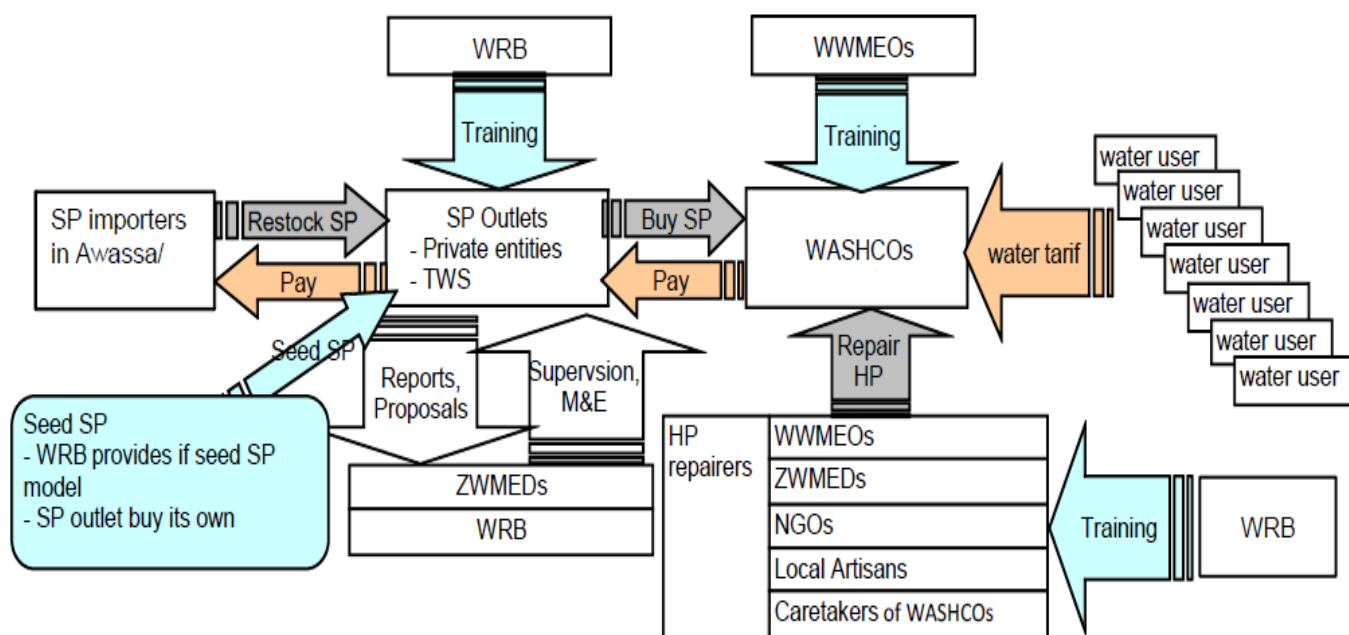 WRB
WWMEOs
Training
Training
water user
water user
water user
water user
water user
water user
water user
SP importers
in Awassa/
Restock SP
Pay
SP Outlets
- Private entities
- TWS
Buy SP
Pay
WASHCOs
water tarif
Seed SP
Reports,
Proposals
Supervsion,
M&E
Repair
HP
Seed SP
- WRB provides if seed SP
model
- SP outlet buy its own
ZWMEDs
WRB
HP
repairers
WWMEOs
ZWMEDs
NGOs
Local Artisans
Caretakers of WASHCOs
Training
WRB